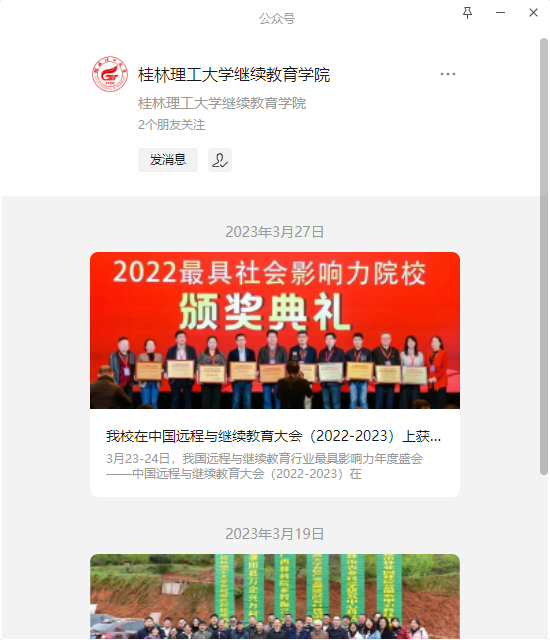 公众号
桂林理工大学继续教育学院
桂林理工大学继续教育学院
2个朋友关注
发消息
2023年3月27日
2022最具社会影响力院校
颁奖典礼
我校在中国远程与继续教育大会（2022-2023）上获...
3月23-24日，我国远程与继续教育行业最具影响力年度盛会
——中国远程与继续教育大会（2022-2023）在
2023年3月19日